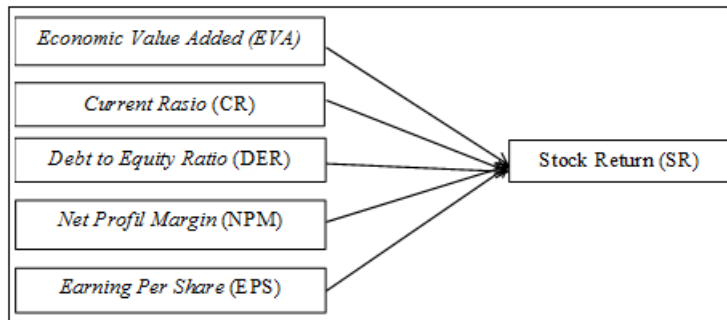 Economic Value Added (EVA)
Current Rasio (CR)
Debt to Equity Ratio (DER)
Stock Return (SR)
Net Profil Margin (NPM)
Earning Per Share (EPS)